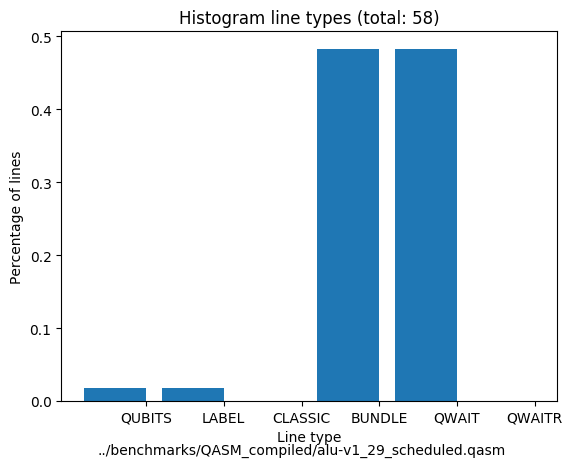 Histogram line types (total: 58)
Percentage of lines
0.5
0.4
0.3
0.2
0.1
0.0
QUBITS LABEL CLASSIC BUNDLE QWAIT QWAITR
Line type
../benchmarks/QASM_compiled/alu-v1_29_scheduled.qasm